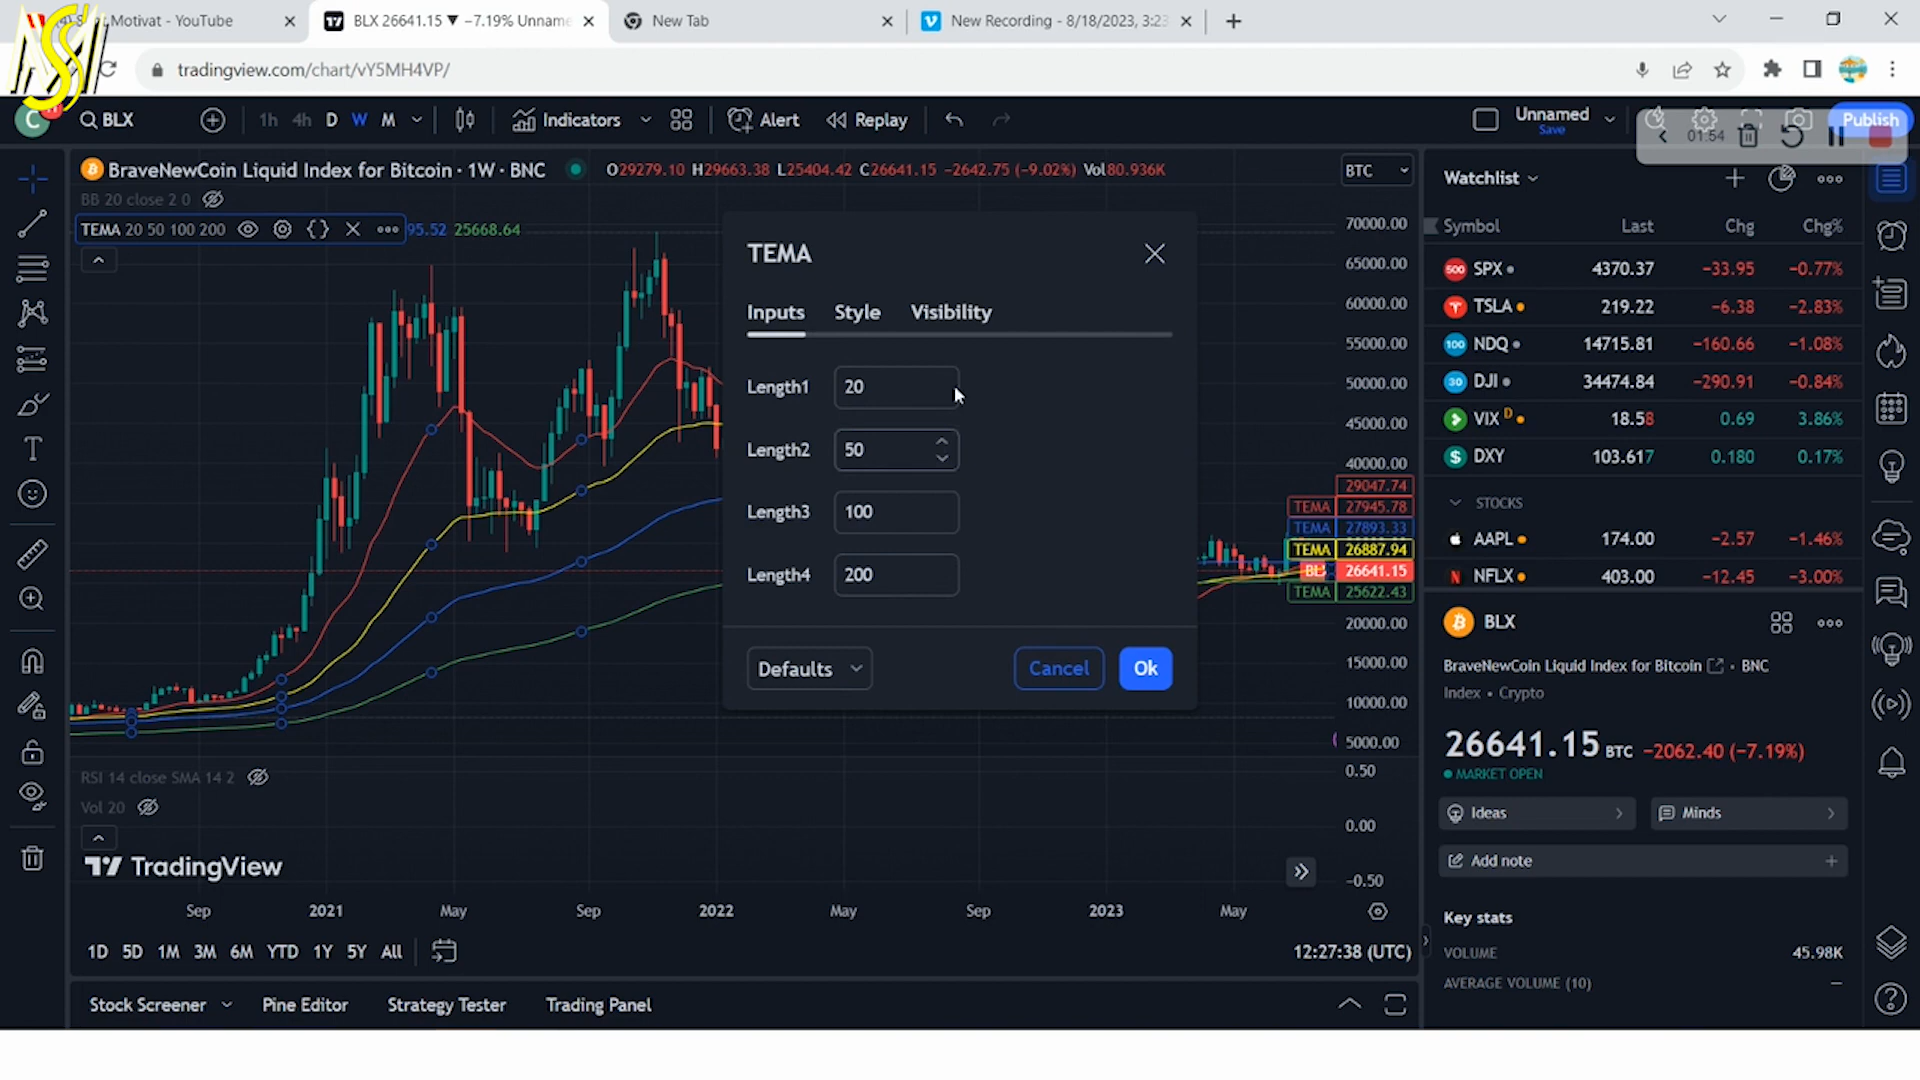 Motivat - YouTube
BLX 26641.15 ▼ −7.19% Unname
New Tab
New Recording - 8/18/2023, 3:23
tradingview.com/chart/vY5MH4VP/
C
BLX
1h 4h D W M
Indicators
Alert
Replay
Unnamed
Save
Publish
01:54
BraveNewCoin Liquid Index for Bitcoin · 1W · BNC
O29279.10 H29663.38 L25404.42 C26641.15 −2642.75 (−9.02%) Vol80.936K
BTC
BB 20 close 2 0
TEMA 20 50 100 200
95.52 25668.64
70000.00
65000.00
60000.00
55000.00
50000.00
45000.00
40000.00
29047.74
TEMA 27945.78
TEMA 27893.33
TEMA 26887.94
26641.15
TEMA 25622.43
20000.00
15000.00
10000.00
5000.00
0.50
0.00
−0.50
TEMA
Inputs Style Visibility
Length1 20
Length2 50
Length3 100
Length4 200
Defaults
Cancel
Ok
RSI 14 close SMA 14 2
Vol 20
TradingView
Sep 2021 May Sep 2022 May Sep 2023 May
1D 5D 1M 3M 6M YTD 1Y 5Y All
12:27:38 (UTC)
Stock Screener
Pine Editor
Strategy Tester
Trading Panel
Watchlist
Symbol Last Chg Chg%
500 SPX 4370.37 −33.95 −0.77%
TSLA 219.22 −6.38 −2.83%
100 NDQ 14715.81 −160.66 −1.08%
30 DJI 34474.84 −290.91 −0.84%
VIX D 18.58 0.69 3.86%
DXY 103.617 0.180 0.17%
STOCKS
AAPL 174.00 −2.57 −1.46%
NFLX 403.00 −12.45 −3.00%
BLX
BraveNewCoin Liquid Index for Bitcoin • BNC
Index • Crypto
26641.15 BTC −2062.40 (−7.19%)
MARKET OPEN
Ideas
Minds
Add note
Key stats
VOLUME 45.98K
AVERAGE VOLUME (10) —